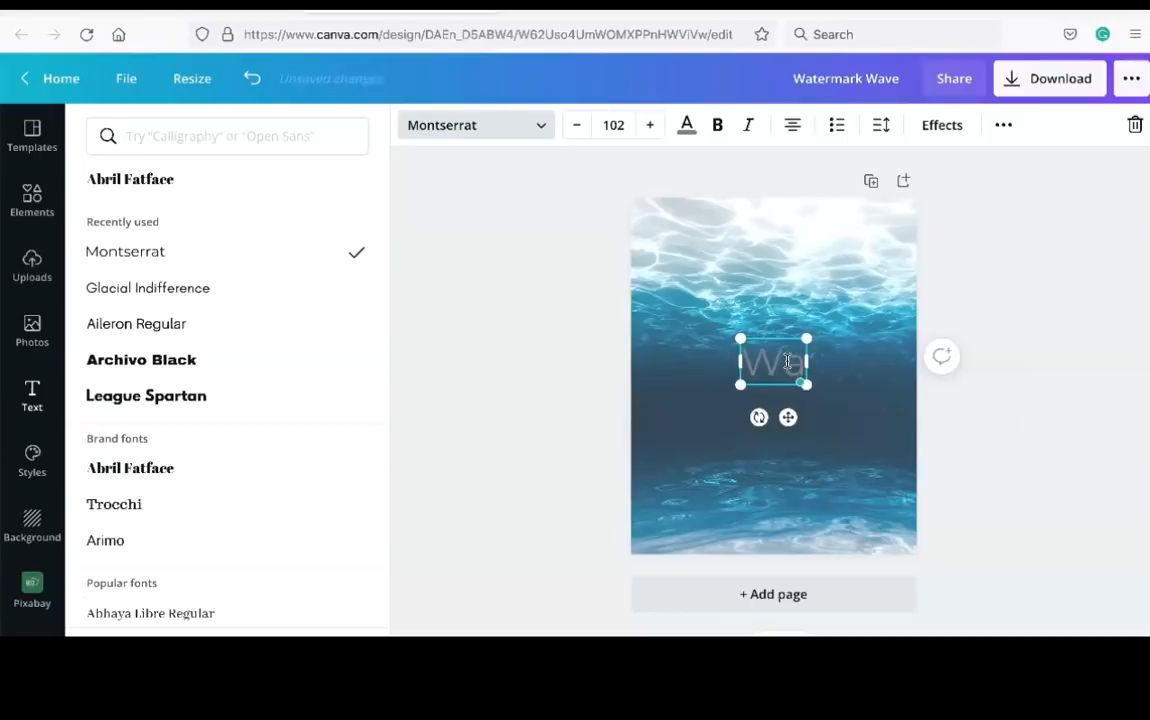 https://www.canva.com/design/DAEn_D5ABW4/W62Uso4UmWOMXPPnHWViVw/edit
Search
Home
File
Resize
Unsaved changes
Watermark Wave
Share
Download
Templates
Elements
Uploads
Photos
Text
Styles
Background
Pixabay
Try "Calligraphy" or "Open Sans"
Abril Fatface
Recently used
Montserrat
Glacial Indifference
Aileron Regular
Archivo Black
League Spartan
Brand fonts
Abril Fatface
Trocchi
Arimo
Popular fonts
Abhaya Libre Regular
Montserrat
102
A
B
I
Effects
Wa
+ Add page